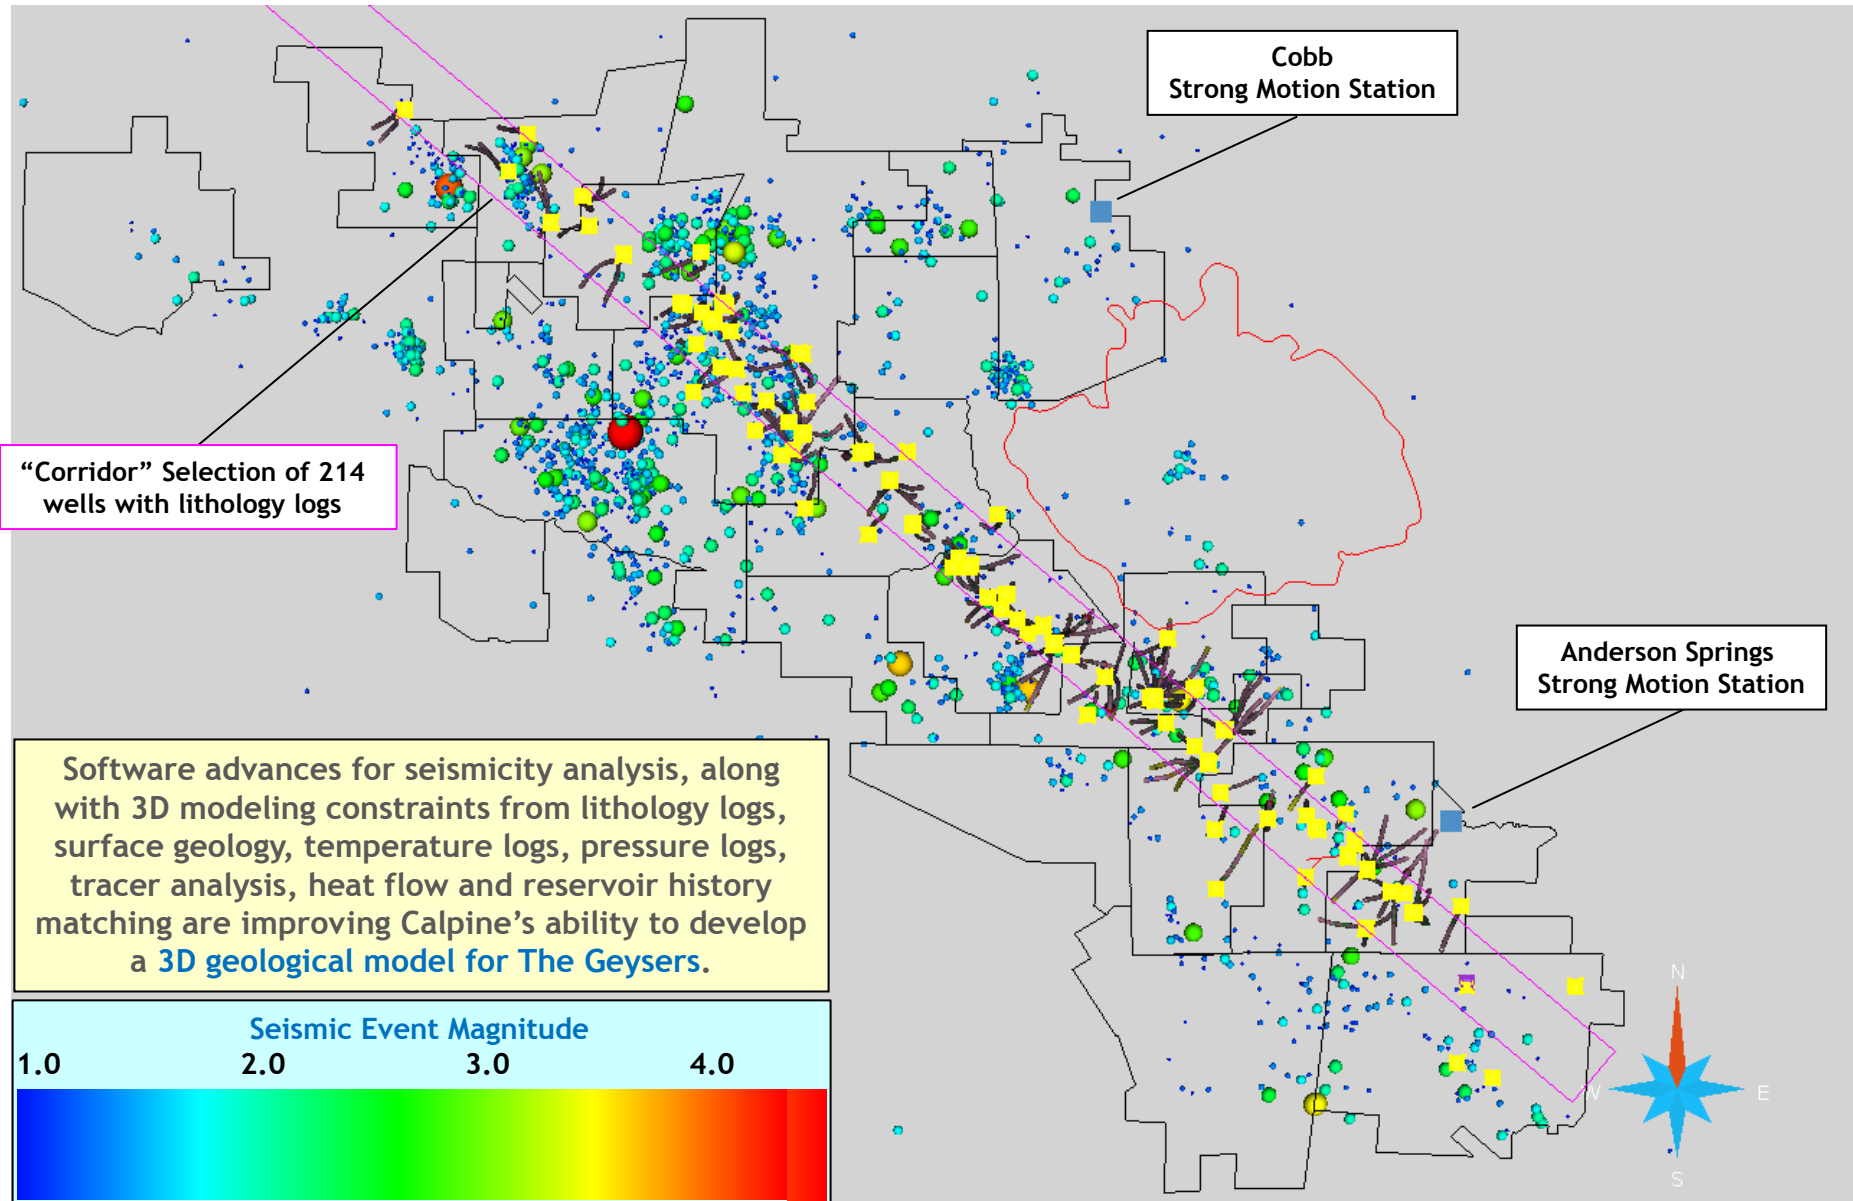 Cobb
Strong Motion Station
“Corridor” Selection of 214
wells with lithology logs
Anderson Springs
Strong Motion Station
Software advances for seismicity analysis, along
with 3D modeling constraints from lithology logs,
surface geology, temperature logs, pressure logs,
tracer analysis, heat flow and reservoir history
matching are improving Calpine’s ability to develop
a 3D geological model for The Geysers.
N
W
E
S
Seismic Event Magnitude
1.0 2.0 3.0 4.0